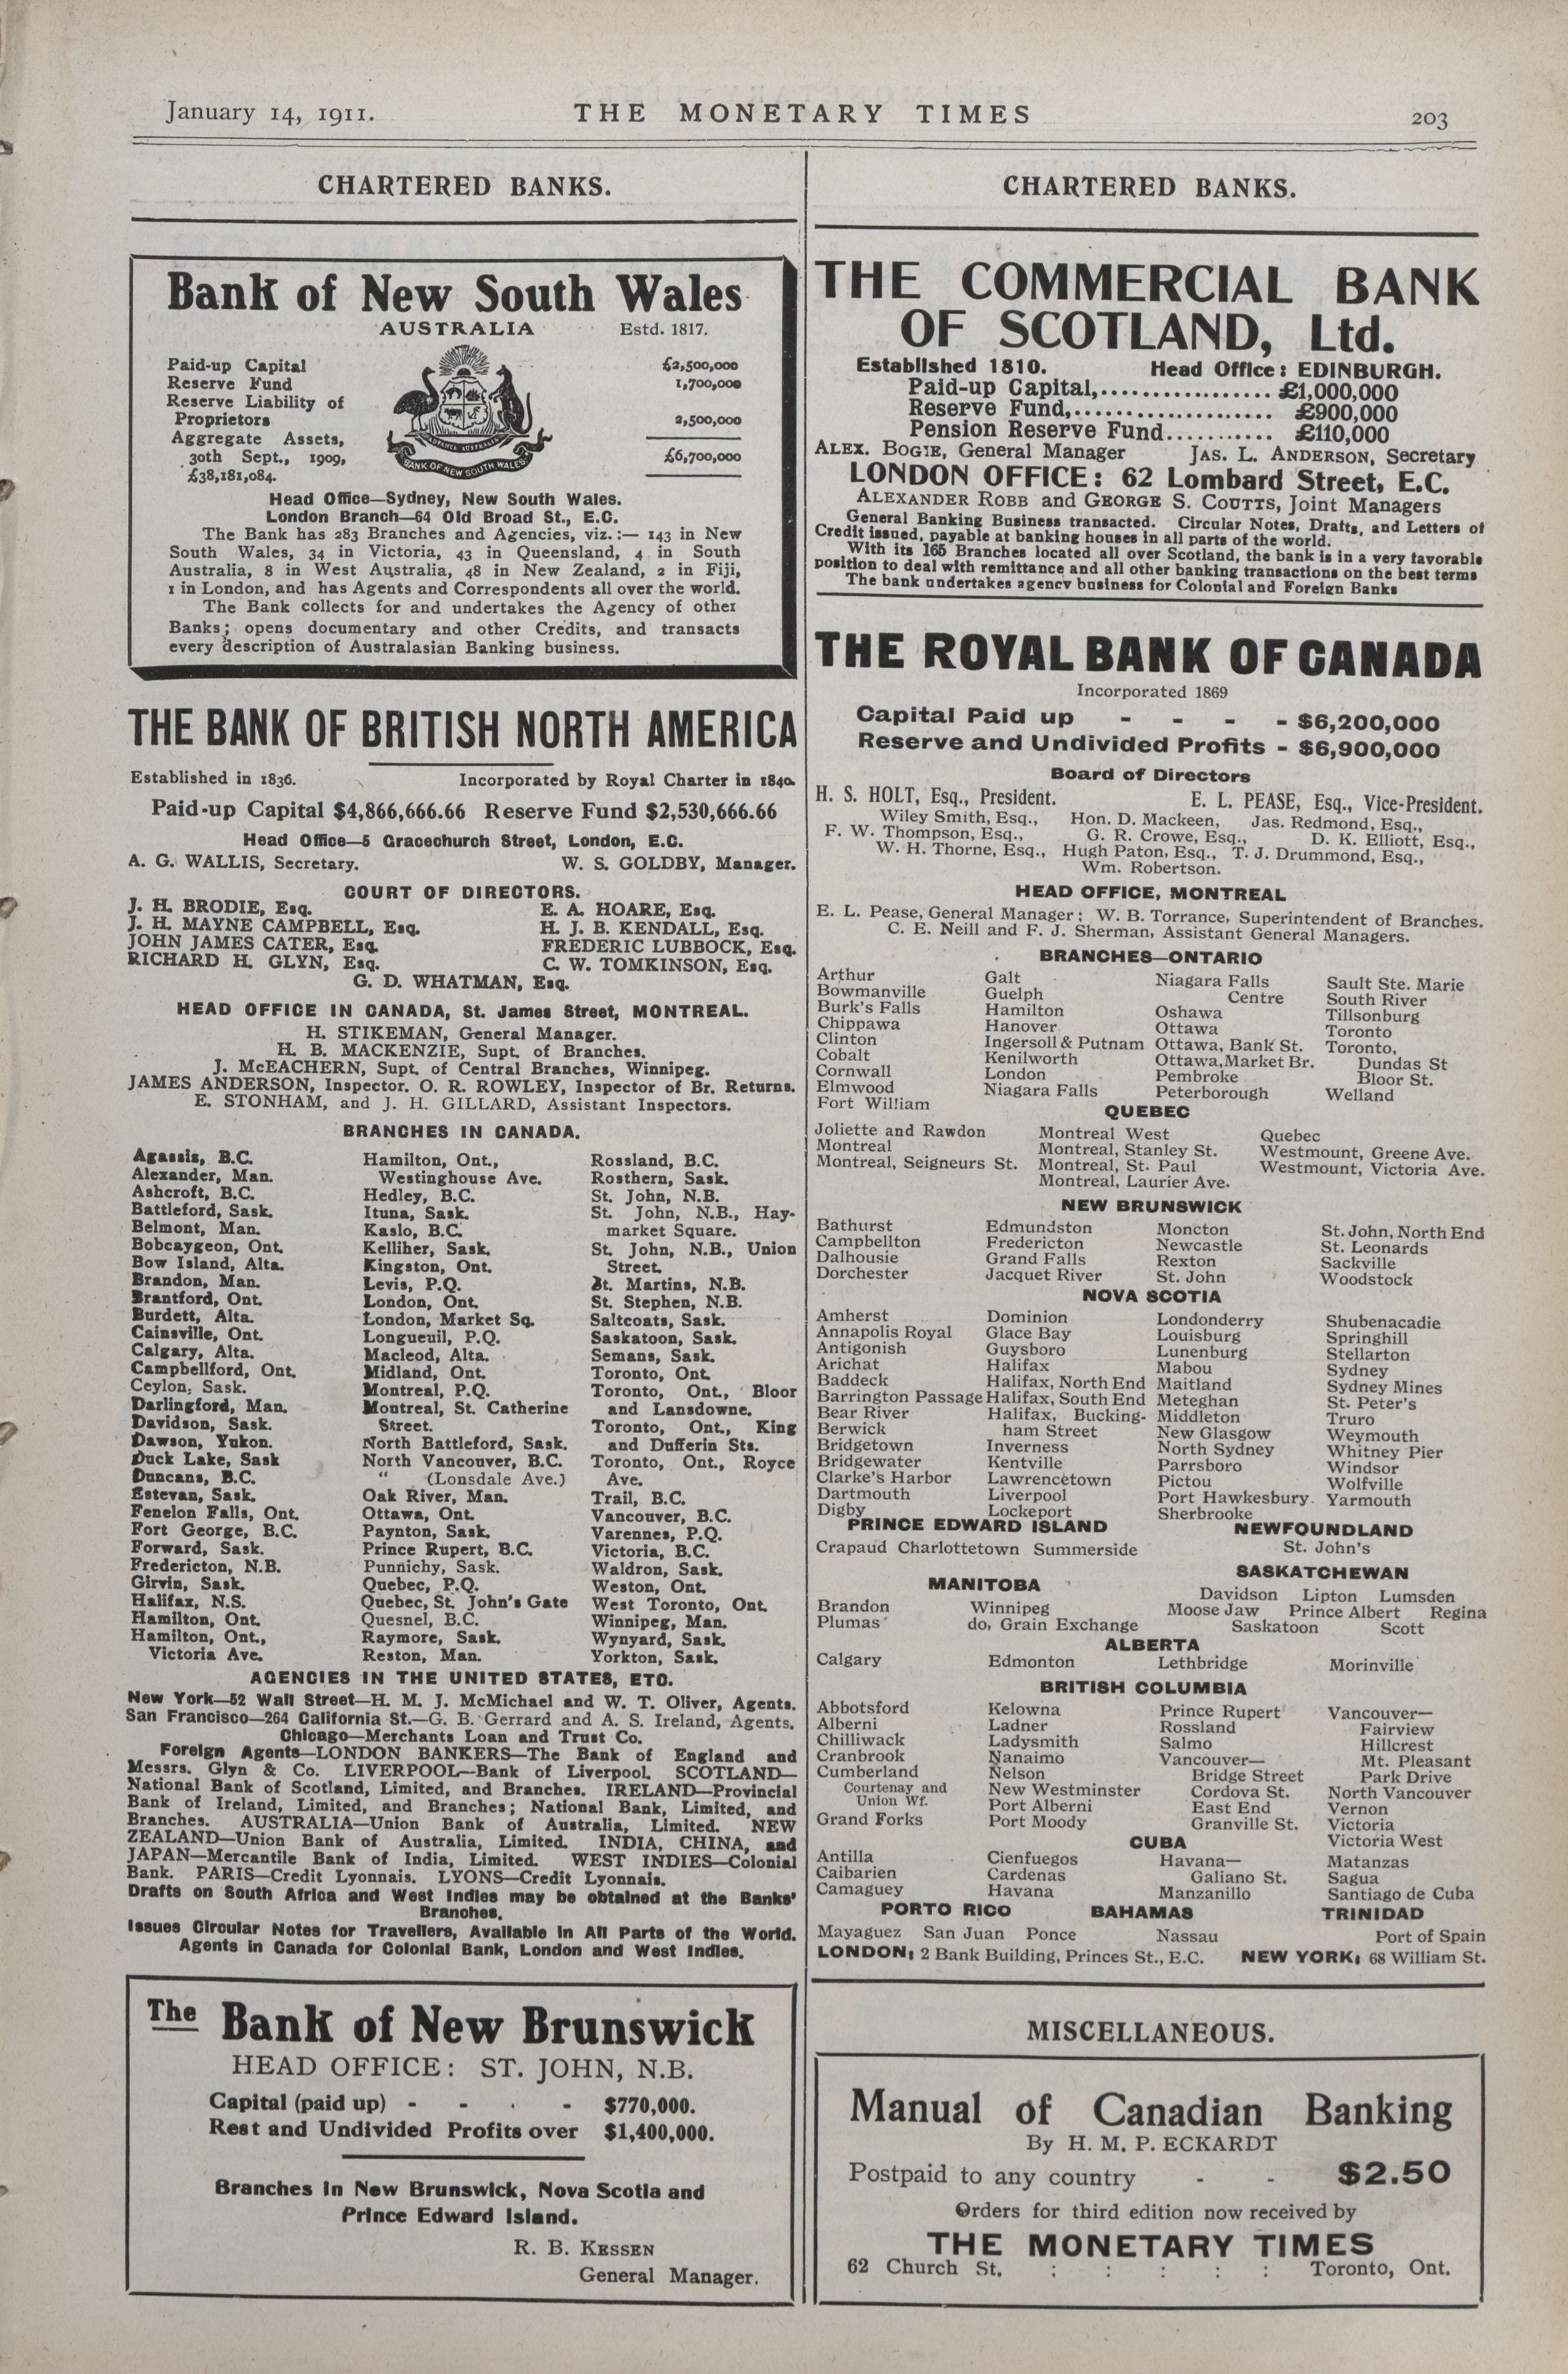 January 14, 1911.
THE MONETARY TIMES
203
CHARTERED BANKS.
Bank of New South Wales
AUSTRALIA Estd. 1817.
Paid-up Capital £2,500,000
Reserve Fund 1,700,000
Reserve Liability of
Proprietors 2,500,000
Aggregate Assets,
30th Sept., 1909, £6,700,000
£38,181,084.
BANK OF NEW SOUTH WALES
Head Office—Sydney, New South Wales.
London Branch—64 Old Broad St., E.C.
The Bank has 283 Branches and Agencies, viz.:— 143 in New
South Wales, 34 in Victoria, 43 in Queensland, 4 in South
Australia, 8 in West Australia, 48 in New Zealand, 2 in Fiji,
1 in London, and has Agents and Correspondents all over the world.
The Bank collects for and undertakes the Agency of other
Banks; opens documentary and other Credits, and transacts
every description of Australasian Banking business.
THE BANK OF BRITISH NORTH AMERICA
Established in 1836. Incorporated by Royal Charter in 1840.
Paid-up Capital $4,866,666.66 Reserve Fund $2,530,666.66
Head Office—5 Gracechurch Street, London, E.C.
A. G. WALLIS, Secretary. W. S. GOLDBY, Manager.
COURT OF DIRECTORS.
J. H. BRODIE, Esq. E. A. HOARE, Esq.
J. H. MAYNE CAMPBELL, Esq. H. J. B. KENDALL, Esq.
JOHN JAMES CATER, Esq. FREDERIC LUBBOCK, Esq.
RICHARD H. GLYN, Esq. C. W. TOMKINSON, Esq.
G. D. WHATMAN, Esq.
HEAD OFFICE IN CANADA, St. James Street, MONTREAL.
H. STIKEMAN, General Manager.
H. B. MACKENZIE, Supt. of Branches.
J. McEACHERN, Supt. of Central Branches, Winnipeg.
JAMES ANDERSON, Inspector. O. R. ROWLEY, Inspector of Br. Returns.
E. STONHAM, and J. H. GILLARD, Assistant Inspectors.
BRANCHES IN CANADA.
Agassis, B.C.
Alexander, Man.
Ashcroft, B.C.
Battleford, Sask.
Belmont, Man.
Bobcaygeon, Ont.
Bow Island, Alta.
Brandon, Man.
Brantford, Ont.
Burdett, Alta.
Cainsville, Ont.
Calgary, Alta.
Campbellford, Ont.
Ceylon, Sask.
Darlingford, Man.
Davidson, Sask.
Dawson, Yukon.
Duck Lake, Sask
Duncans, B.C.
Estevan, Sask.
Fenelon Falls, Ont.
Fort George, B.C.
Forward, Sask.
Fredericton, N.B.
Girvin, Sask.
Halifax, N.S.
Hamilton, Ont.
Hamilton, Ont.,
Victoria Ave.
Hamilton, Ont.,
Westinghouse Ave.
Hedley, B.C.
Ituna, Sask.
Kaslo, B.C.
Kelliher, Sask.
Kingston, Ont.
Levis, P.Q.
London, Ont.
London, Market Sq.
Longueuil, P.Q.
Macleod, Alta.
Midland, Ont.
Montreal, P.Q.
Montreal, St. Catherine
Street.
North Battleford, Sask.
North Vancouver, B.C.
" (Lonsdale Ave.)
Oak River, Man.
Ottawa, Ont.
Paynton, Sask.
Prince Rupert, B.C.
Punnichy, Sask.
Quebec, P.Q.
Quebec, St. John's Gate
Quesnel, B.C.
Raymore, Sask.
Reston, Man.
Rossland, B.C.
Rosthern, Sask.
St. John, N.B.
St. John, N.B., Hay-
market Square.
St. John, N.B., Union
Street.
St. Martins, N.B.
St. Stephen, N.B.
Saltcoats, Sask.
Saskatoon, Sask.
Semans, Sask.
Toronto, Ont.
Toronto, Ont., Bloor
and Lansdowne.
Toronto, Ont., King
and Dufferin Sts.
Toronto, Ont., Royce
Ave.
Trail, B.C.
Vancouver, B.C.
Varennes, P.Q.
Victoria, B.C.
Waldron, Sask.
Weston, Ont.
West Toronto, Ont.
Winnipeg, Man.
Wynyard, Sask.
Yorkton, Sask.
AGENCIES IN THE UNITED STATES, ETC.
New York—52 Wall Street—H. M. J. McMichael and W. T. Oliver, Agents.
San Francisco—264 California St.—G. B. Gerrard and A. S. Ireland, Agents.
Chicago—Merchants Loan and Trust Co.
Foreign Agents—LONDON BANKERS—The Bank of England and
Messrs. Glyn & Co. LIVERPOOL—Bank of Liverpool. SCOTLAND—
National Bank of Scotland, Limited, and Branches. IRELAND—Provincial
Bank of Ireland, Limited, and Branches; National Bank, Limited, and
Branches. AUSTRALIA—Union Bank of Australia, Limited. NEW
ZEALAND—Union Bank of Australia, Limited. INDIA, CHINA, and
JAPAN—Mercantile Bank of India, Limited. WEST INDIES—Colonial
Bank. PARIS—Credit Lyonnais. LYONS—Credit Lyonnais.
Drafts on South Africa and West Indies may be obtained at the Banks'
Branches.
Issues Circular Notes for Travellers, Available in All Parts of the World.
Agents in Canada for Colonial Bank, London and West Indies.
The Bank of New Brunswick
HEAD OFFICE: ST. JOHN, N.B.
Capital (paid up) - - - - $770,000.
Rest and Undivided Profits over $1,400,000.
Branches in New Brunswick, Nova Scotia and
Prince Edward Island.
R. B. KESSEN
General Manager.
CHARTERED BANKS.
THE COMMERCIAL BANK
OF SCOTLAND, Ltd.
Established 1810. Head Office: EDINBURGH.
Paid-up Capital,................. £1,000,000
Reserve Fund,.................... £900,000
Pension Reserve Fund........... £110,000
ALEX. BOGIE, General Manager JAS. L. ANDERSON, Secretary
LONDON OFFICE: 62 Lombard Street, E.C.
ALEXANDER ROBB and GEORGE S. COUTTS, Joint Managers
General Banking Business transacted. Circular Notes, Drafts, and Letters of
Credit issued, payable at banking houses in all parts of the world.
With its 165 Branches located all over Scotland, the bank is in a very favorable
position to deal with remittance and all other banking transactions on the best terms
The bank undertakes agency business for Colonial and Foreign Banks
THE ROYAL BANK OF CANADA
Incorporated 1869
Capital Paid up - - - - $6,200,000
Reserve and Undivided Profits - $6,900,000
Board of Directors
H. S. HOLT, Esq., President. E. L. PEASE, Esq., Vice-President.
Wiley Smith, Esq., Hon. D. Mackeen, Jas. Redmond, Esq.,
F. W. Thompson, Esq., G. R. Crowe, Esq., D. K. Elliott, Esq.,
W. H. Thorne, Esq., Hugh Paton, Esq., T. J. Drummond, Esq.,
Wm. Robertson.
HEAD OFFICE, MONTREAL
E. L. Pease, General Manager; W. B. Torrance, Superintendent of Branches.
C. E. Neill and F. J. Sherman, Assistant General Managers.
BRANCHES—ONTARIO
Arthur
Bowmanville
Burk's Falls
Chippawa
Clinton
Cobalt
Cornwall
Elmwood
Fort William
Galt
Guelph
Hamilton
Hanover
Ingersoll & Putnam
Kenilworth
London
Niagara Falls
Niagara Falls
Centre
Oshawa
Ottawa
Ottawa, Bank St.
Ottawa, Market Br.
Pembroke
Peterborough
Sault Ste. Marie
South River
Tillsonburg
Toronto
Toronto,
Dundas St
Bloor St.
Welland
QUEBEC
Joliette and Rawdon
Montreal
Montreal, Seigneurs St.
Montreal West
Montreal, Stanley St.
Montreal, St. Paul
Montreal, Laurier Ave.
Quebec
Westmount, Greene Ave.
Westmount, Victoria Ave.
NEW BRUNSWICK
Bathurst
Campbellton
Dalhousie
Dorchester
Edmundston
Fredericton
Grand Falls
Jacquet River
Moncton
Newcastle
Rexton
St. John
St. John, North End
St. Leonards
Sackville
Woodstock
NOVA SCOTIA
Amherst
Annapolis Royal
Antigonish
Arichat
Baddeck
Barrington Passage
Bear River
Berwick
Bridgetown
Bridgewater
Clarke's Harbor
Dartmouth
Digby
Dominion
Glace Bay
Guysboro
Halifax
Halifax, North End
Halifax, South End
Halifax, Bucking-
ham Street
Inverness
Kentville
Lawrencetown
Liverpool
Lockeport
Londonderry
Louisburg
Lunenburg
Mabou
Maitland
Meteghan
Middleton
New Glasgow
North Sydney
Parrsboro
Pictou
Port Hawkesbury
Sherbrooke
Shubenacadie
Springhill
Stellarton
Sydney
Sydney Mines
St. Peter's
Truro
Weymouth
Whitney Pier
Windsor
Wolfville
Yarmouth
PRINCE EDWARD ISLAND
Crapaud Charlottetown Summerside
NEWFOUNDLAND
St. John's
MANITOBA
Brandon Winnipeg
Plumas do, Grain Exchange
SASKATCHEWAN
Davidson Lipton Lumsden
Moose Jaw Prince Albert Regina
Saskatoon Scott
ALBERTA
Calgary Edmonton Lethbridge Morinville
BRITISH COLUMBIA
Abbotsford
Alberni
Chilliwack
Cranbrook
Cumberland
Courtenay and
Union Wf.
Grand Forks
Kelowna
Ladner
Ladysmith
Nanaimo
Nelson
New Westminster
Port Alberni
Port Moody
Prince Rupert
Rossland
Salmo
Vancouver—
Bridge Street
Cordova St.
East End
Granville St.
Vancouver—
Fairview
Hillcrest
Mt. Pleasant
Park Drive
North Vancouver
Vernon
Victoria
Victoria West
CUBA
Antilla
Caibarien
Camaguey
Cienfuegos
Cardenas
Havana
Havana—
Galiano St.
Manzanillo
Matanzas
Sagua
Santiago de Cuba
PORTO RICO BAHAMAS TRINIDAD
Mayaguez San Juan Ponce Nassau Port of Spain
LONDON: 2 Bank Building, Princes St., E.C. NEW YORK: 68 William St.
MISCELLANEOUS.
Manual of Canadian Banking
By H. M. P. ECKARDT
Postpaid to any country - - $2.50
Orders for third edition now received by
THE MONETARY TIMES
62 Church St. : : : : : Toronto, Ont.